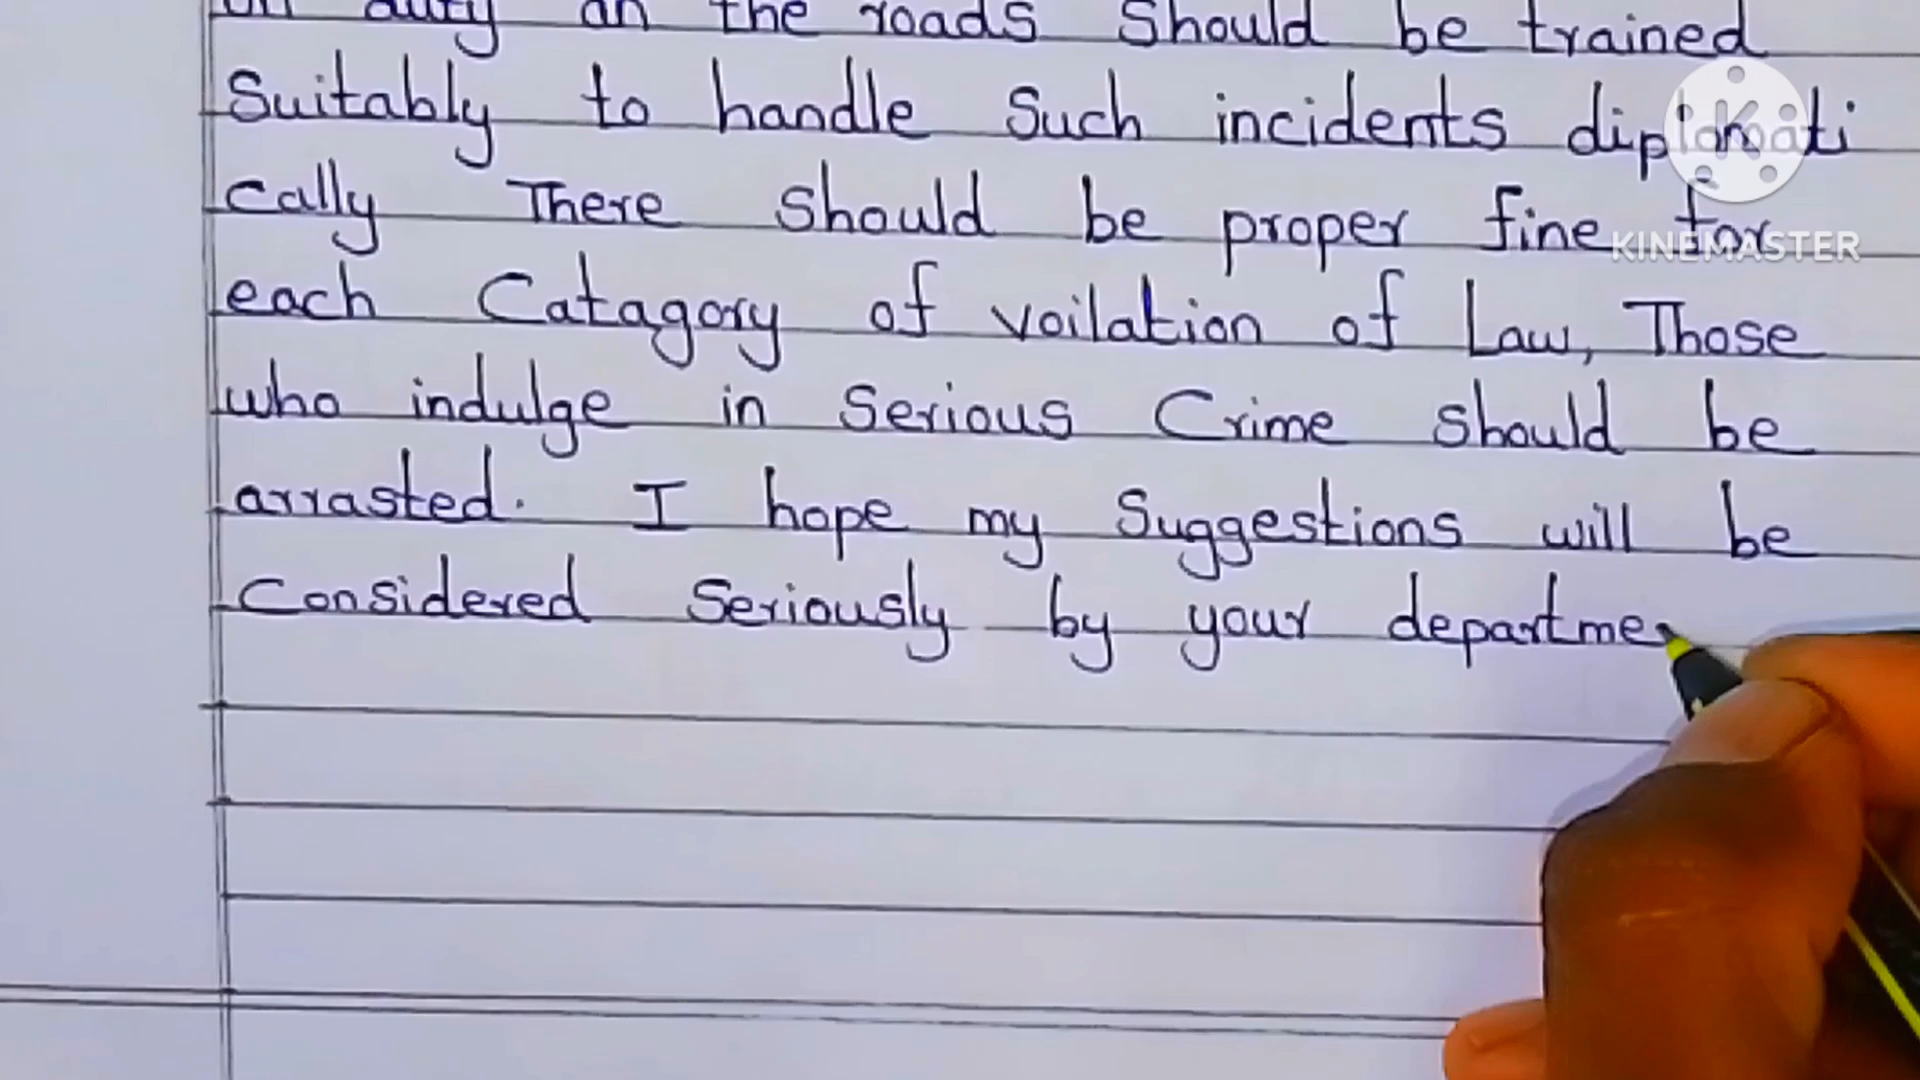 on duty an the roads should be trained
Suitably to handle Such incidents diplomati
cally There should be proper fine for
each Catagory of voilation of Law, Those
who indulge in serious Crime should be
arrasted. I hope my Suggestions will be
Considered Seriously by your departme
KINEMASTER